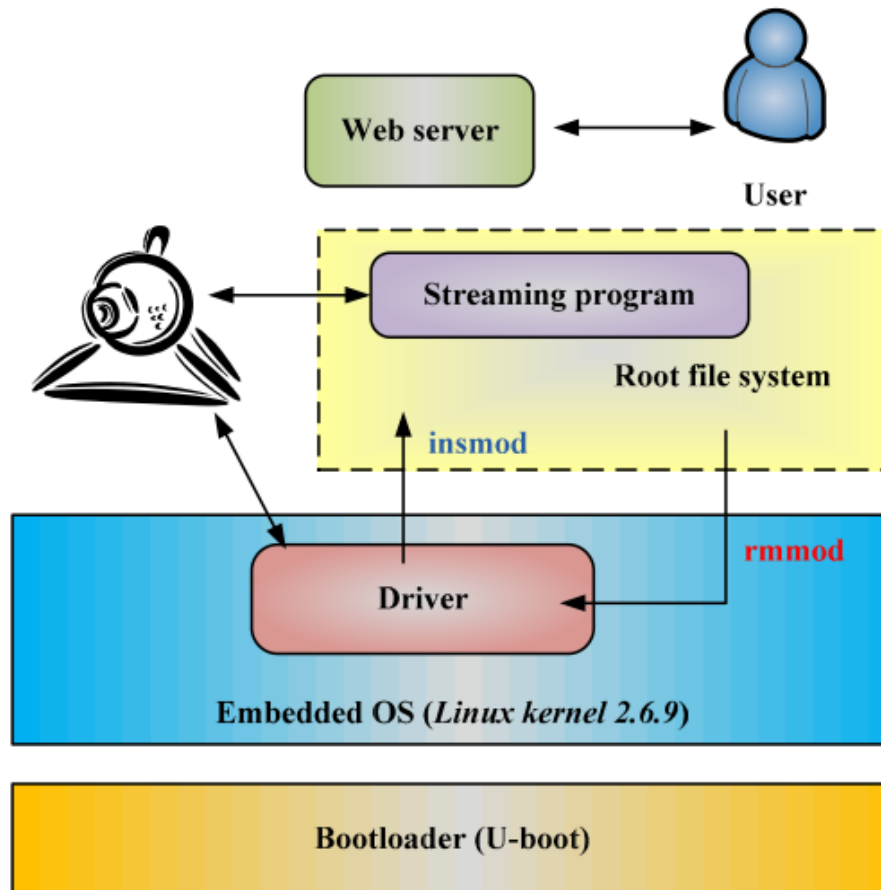 Web server
User
Streaming program
Root file system
insmod
rmmod
Driver
Embedded OS (Linux kernel 2.6.9)
Bootloader (U-boot)